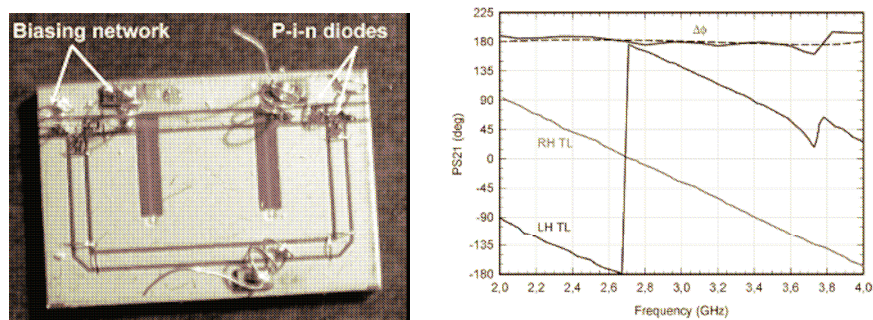 Biasing network
P-i-n diodes
225
180
135
90
45
0
-45
-90
-135
-180
PS21 (deg)
Δϕ
RH TL
LH TL
2,0 2,2 2,4 2,6 2,8 3,0 3,2 3,4 3,6 3,8 4,0
Frequency (GHz)